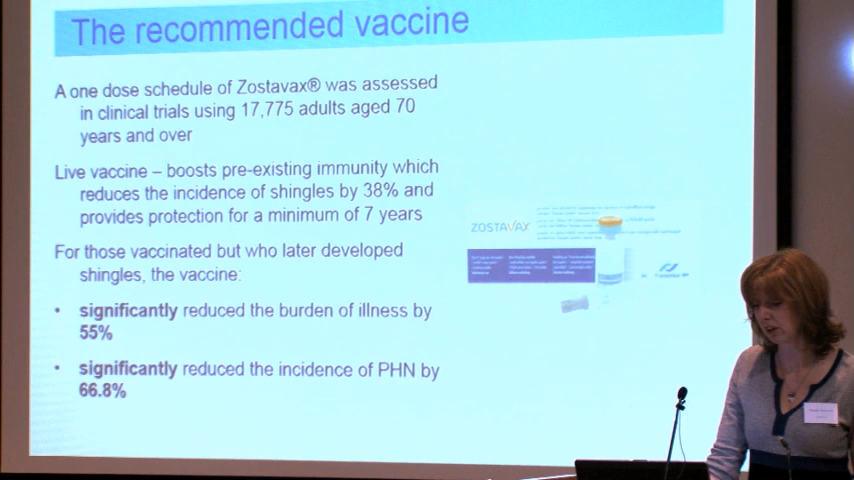 The recommended vaccine
A one dose schedule of Zostavax® was assessed
in clinical trials using 17,775 adults aged 70
years and over
Live vaccine – boosts pre-existing immunity which
reduces the incidence of shingles by 38% and
provides protection for a minimum of 7 years
For those vaccinated but who later developed
shingles, the vaccine:
• significantly reduced the burden of illness by
55%
• significantly reduced the incidence of PHN by
66.8%
ZOSTAVAX